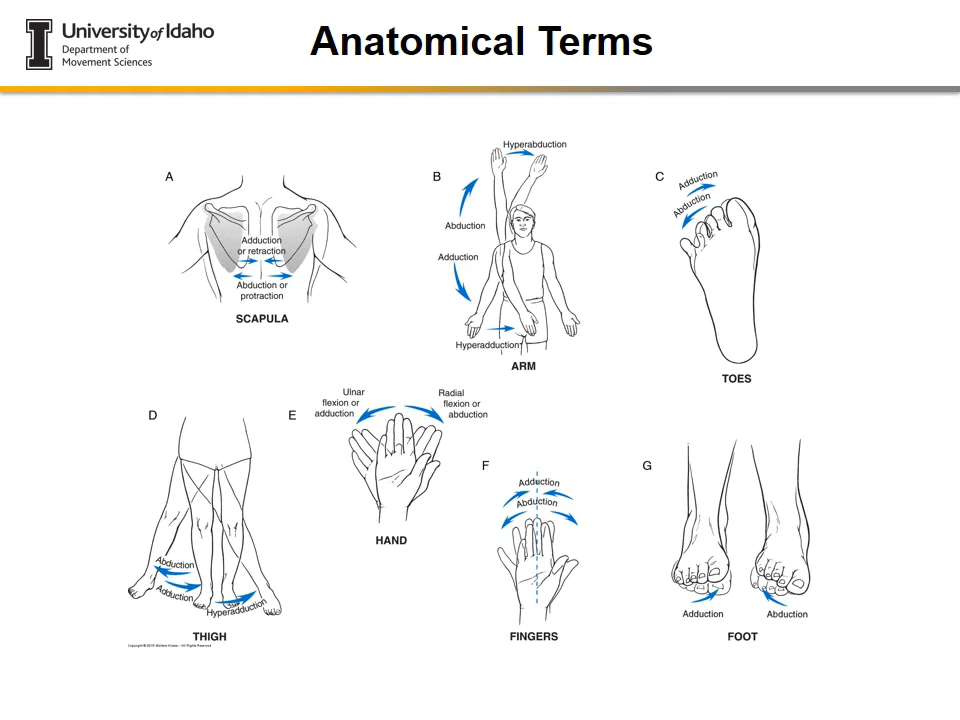 University of Idaho
Department of
Movement Sciences
Anatomical Terms
A
Adduction
or retraction
Abduction or
protraction
SCAPULA
B
Hyperabduction
Abduction
Adduction
Hyperadduction
ARM
C
Adduction
Abduction
TOES
D
Abduction
Adduction
Hyperadduction
THIGH
E
Ulnar
flexion or
adduction
Radial
flexion or
abduction
HAND
F
Adduction
Abduction
FINGERS
G
Adduction
Abduction
FOOT